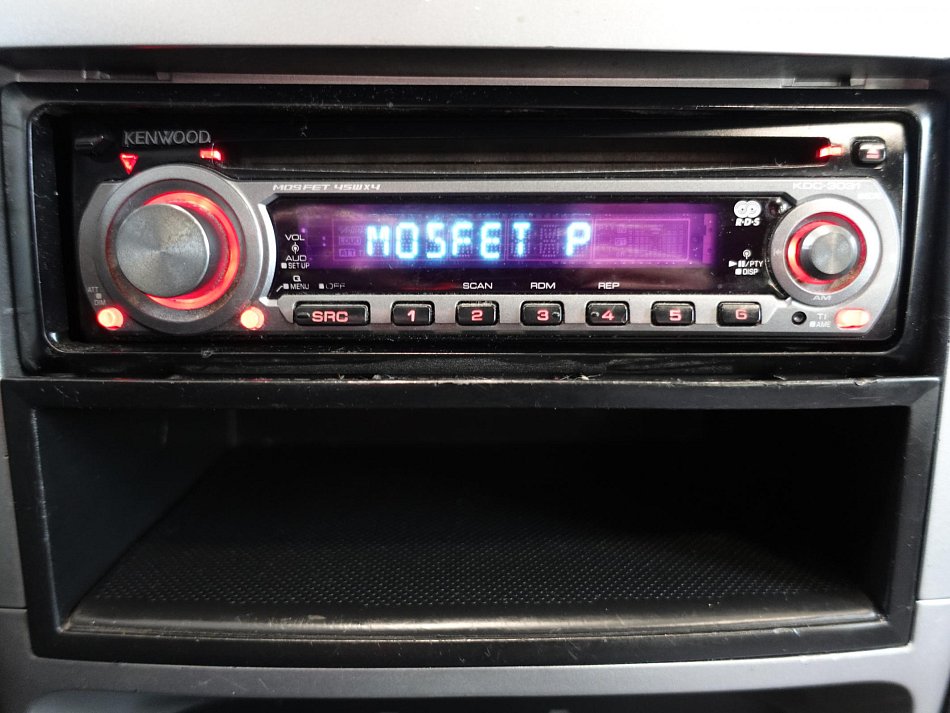 KENWOOD
MOSFET 45WX4
KDC-3031
MOSFET P
R·D·S
VOL
AUD
SET UP
Q
MENU
OFF
SCAN
RDM
REP
▶❚❚/PTY
DISP
ATT
DIM
SRC
1
2
3
4
5
6
AM
TI
AME